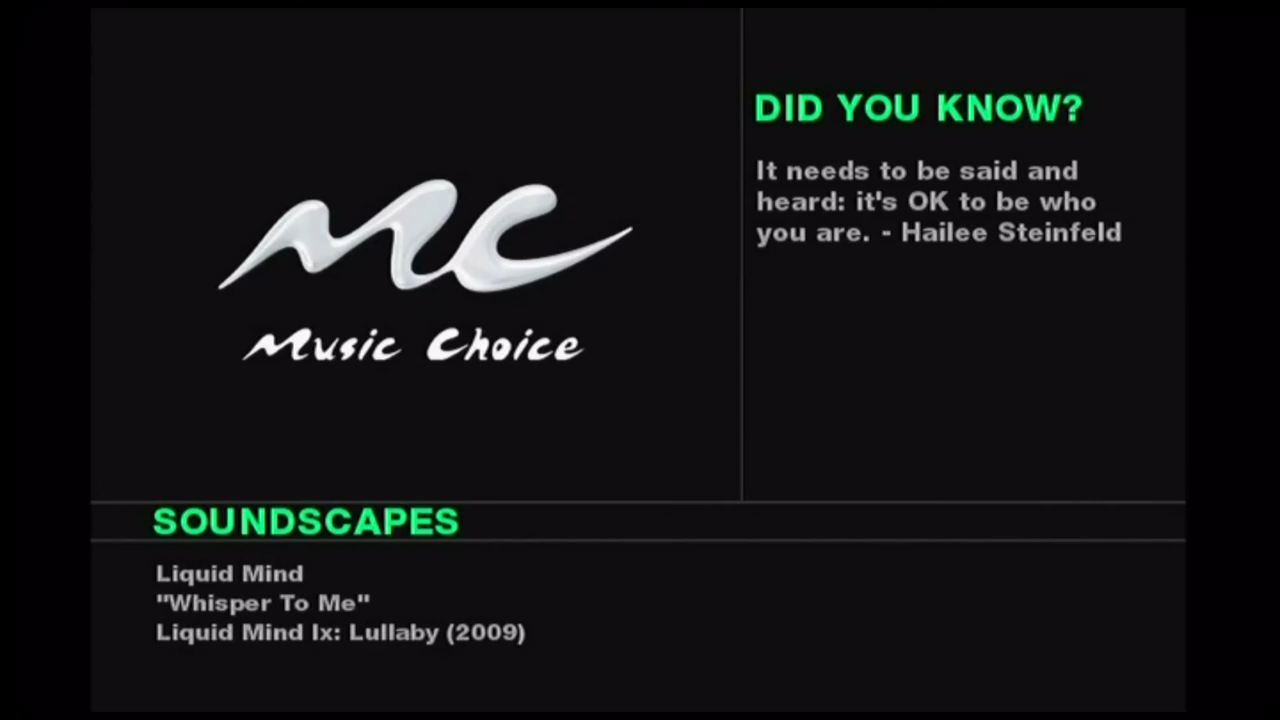 MC
Music Choice
DID YOU KNOW?
It needs to be said and
heard: it's OK to be who
you are. - Hailee Steinfeld
SOUNDSCAPES
Liquid Mind
"Whisper To Me"
Liquid Mind Ix: Lullaby (2009)